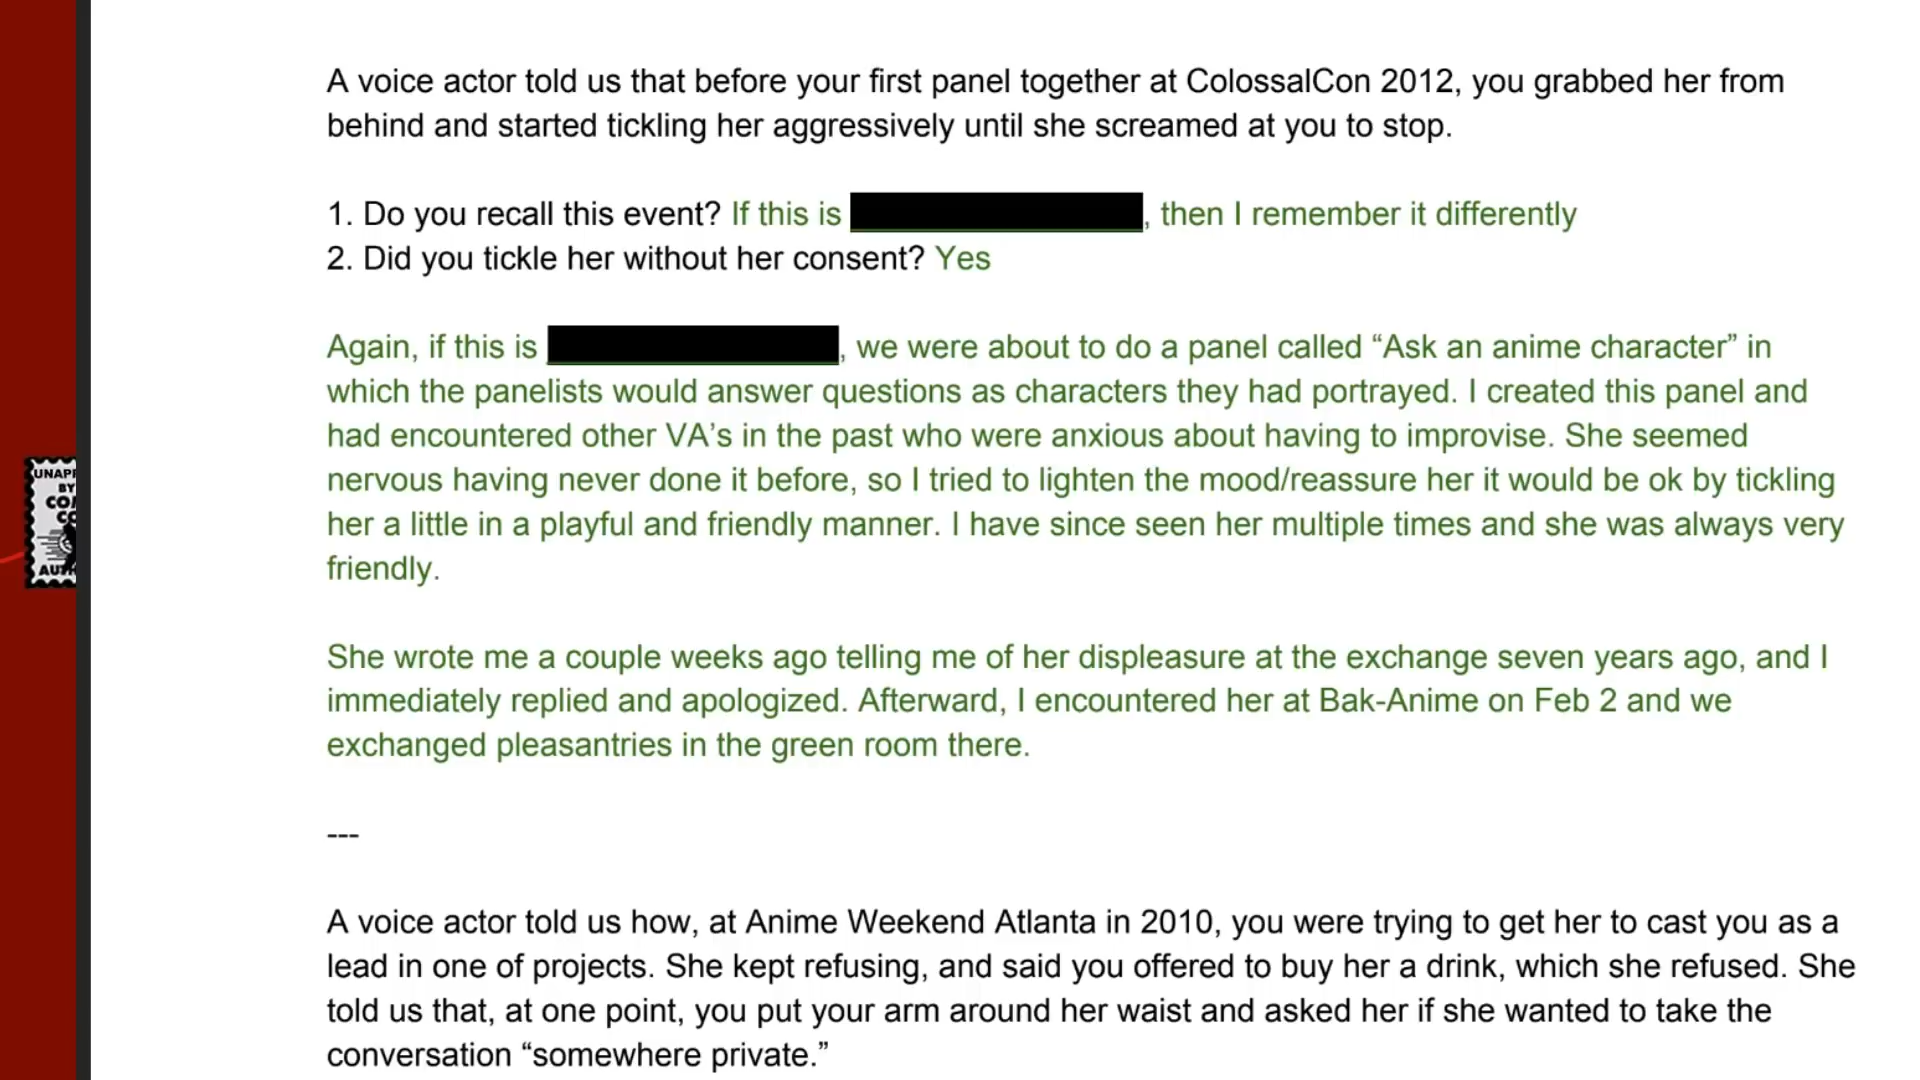 A voice actor told us that before your first panel together at ColossalCon 2012, you grabbed her from
behind and started tickling her aggressively until she screamed at you to stop.
1. Do you recall this event? If this is , then I remember it differently
2. Did you tickle her without her consent? Yes
Again, if this is , we were about to do a panel called “Ask an anime character” in
which the panelists would answer questions as characters they had portrayed. I created this panel and
had encountered other VA’s in the past who were anxious about having to improvise. She seemed
nervous having never done it before, so I tried to lighten the mood/reassure her it would be ok by tickling
her a little in a playful and friendly manner. I have since seen her multiple times and she was always very
friendly.
She wrote me a couple weeks ago telling me of her displeasure at the exchange seven years ago, and I
immediately replied and apologized. Afterward, I encountered her at Bak-Anime on Feb 2 and we
exchanged pleasantries in the green room there.
---
A voice actor told us how, at Anime Weekend Atlanta in 2010, you were trying to get her to cast you as a
lead in one of projects. She kept refusing, and said you offered to buy her a drink, which she refused. She
told us that, at one point, you put your arm around her waist and asked her if she wanted to take the
conversation “somewhere private.”
BY